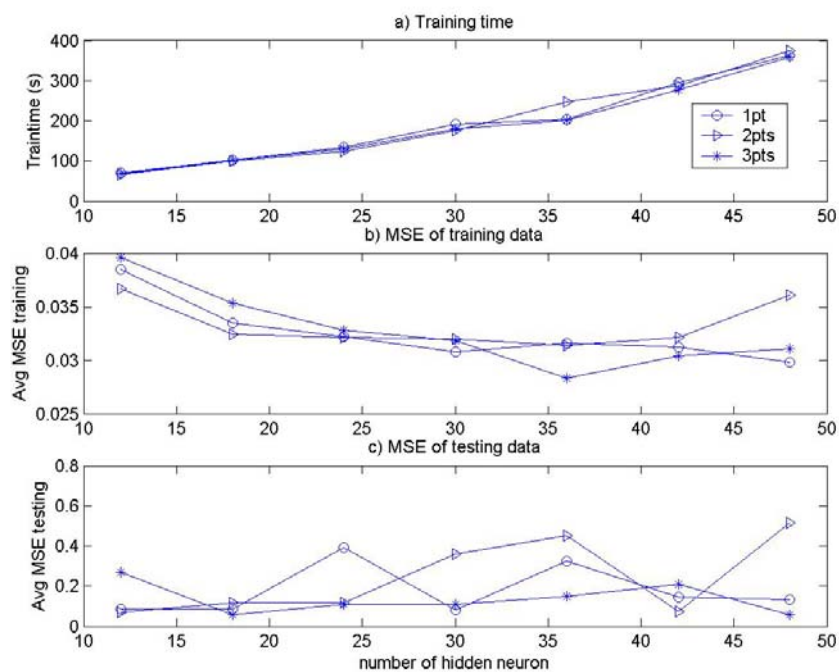 a) Training time
400
300
200
100
0
Traintime (s)
1pt
2pts
3pts
10 15 20 25 30 35 40 45 50
b) MSE of training data
0.04
0.035
0.03
0.025
Avg MSE training
10 15 20 25 30 35 40 45 50
c) MSE of testing data
0.8
0.6
0.4
0.2
0
Avg MSE testing
10 15 20 25 30 35 40 45 50
number of hidden neuron